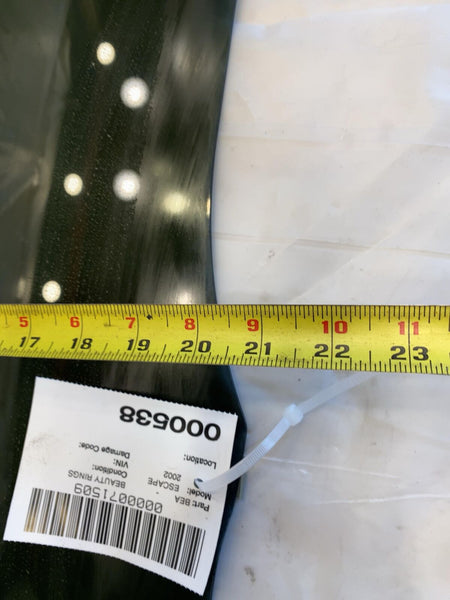 5 6 7 8 9 10 11
17 18 19 20 21 22 23
000538
Location:
Damage Code:
VIN:
Condition:
BEAUTY RINGS
2002
ESCAPE
-
Model:
Part: BEA
0000071509